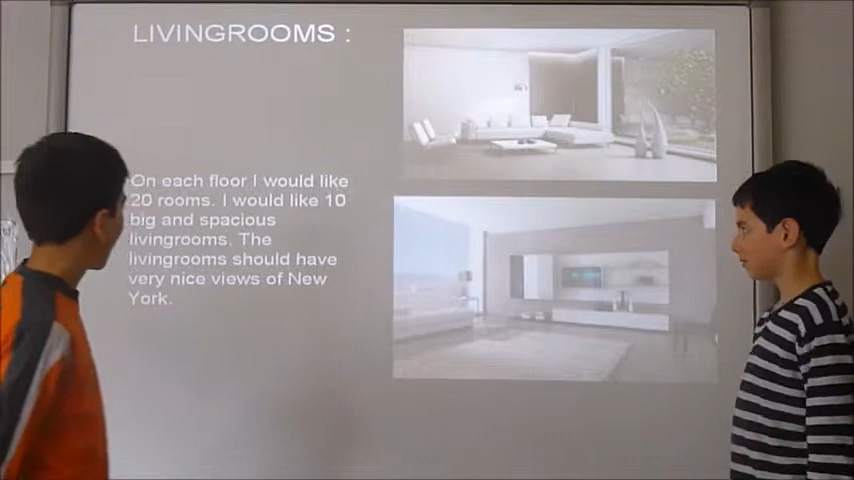 LIVINGROOMS :
On each floor I would like
20 rooms. I would like 10
big and spacious
livingrooms. The
livingrooms should have
very nice views of New
York.